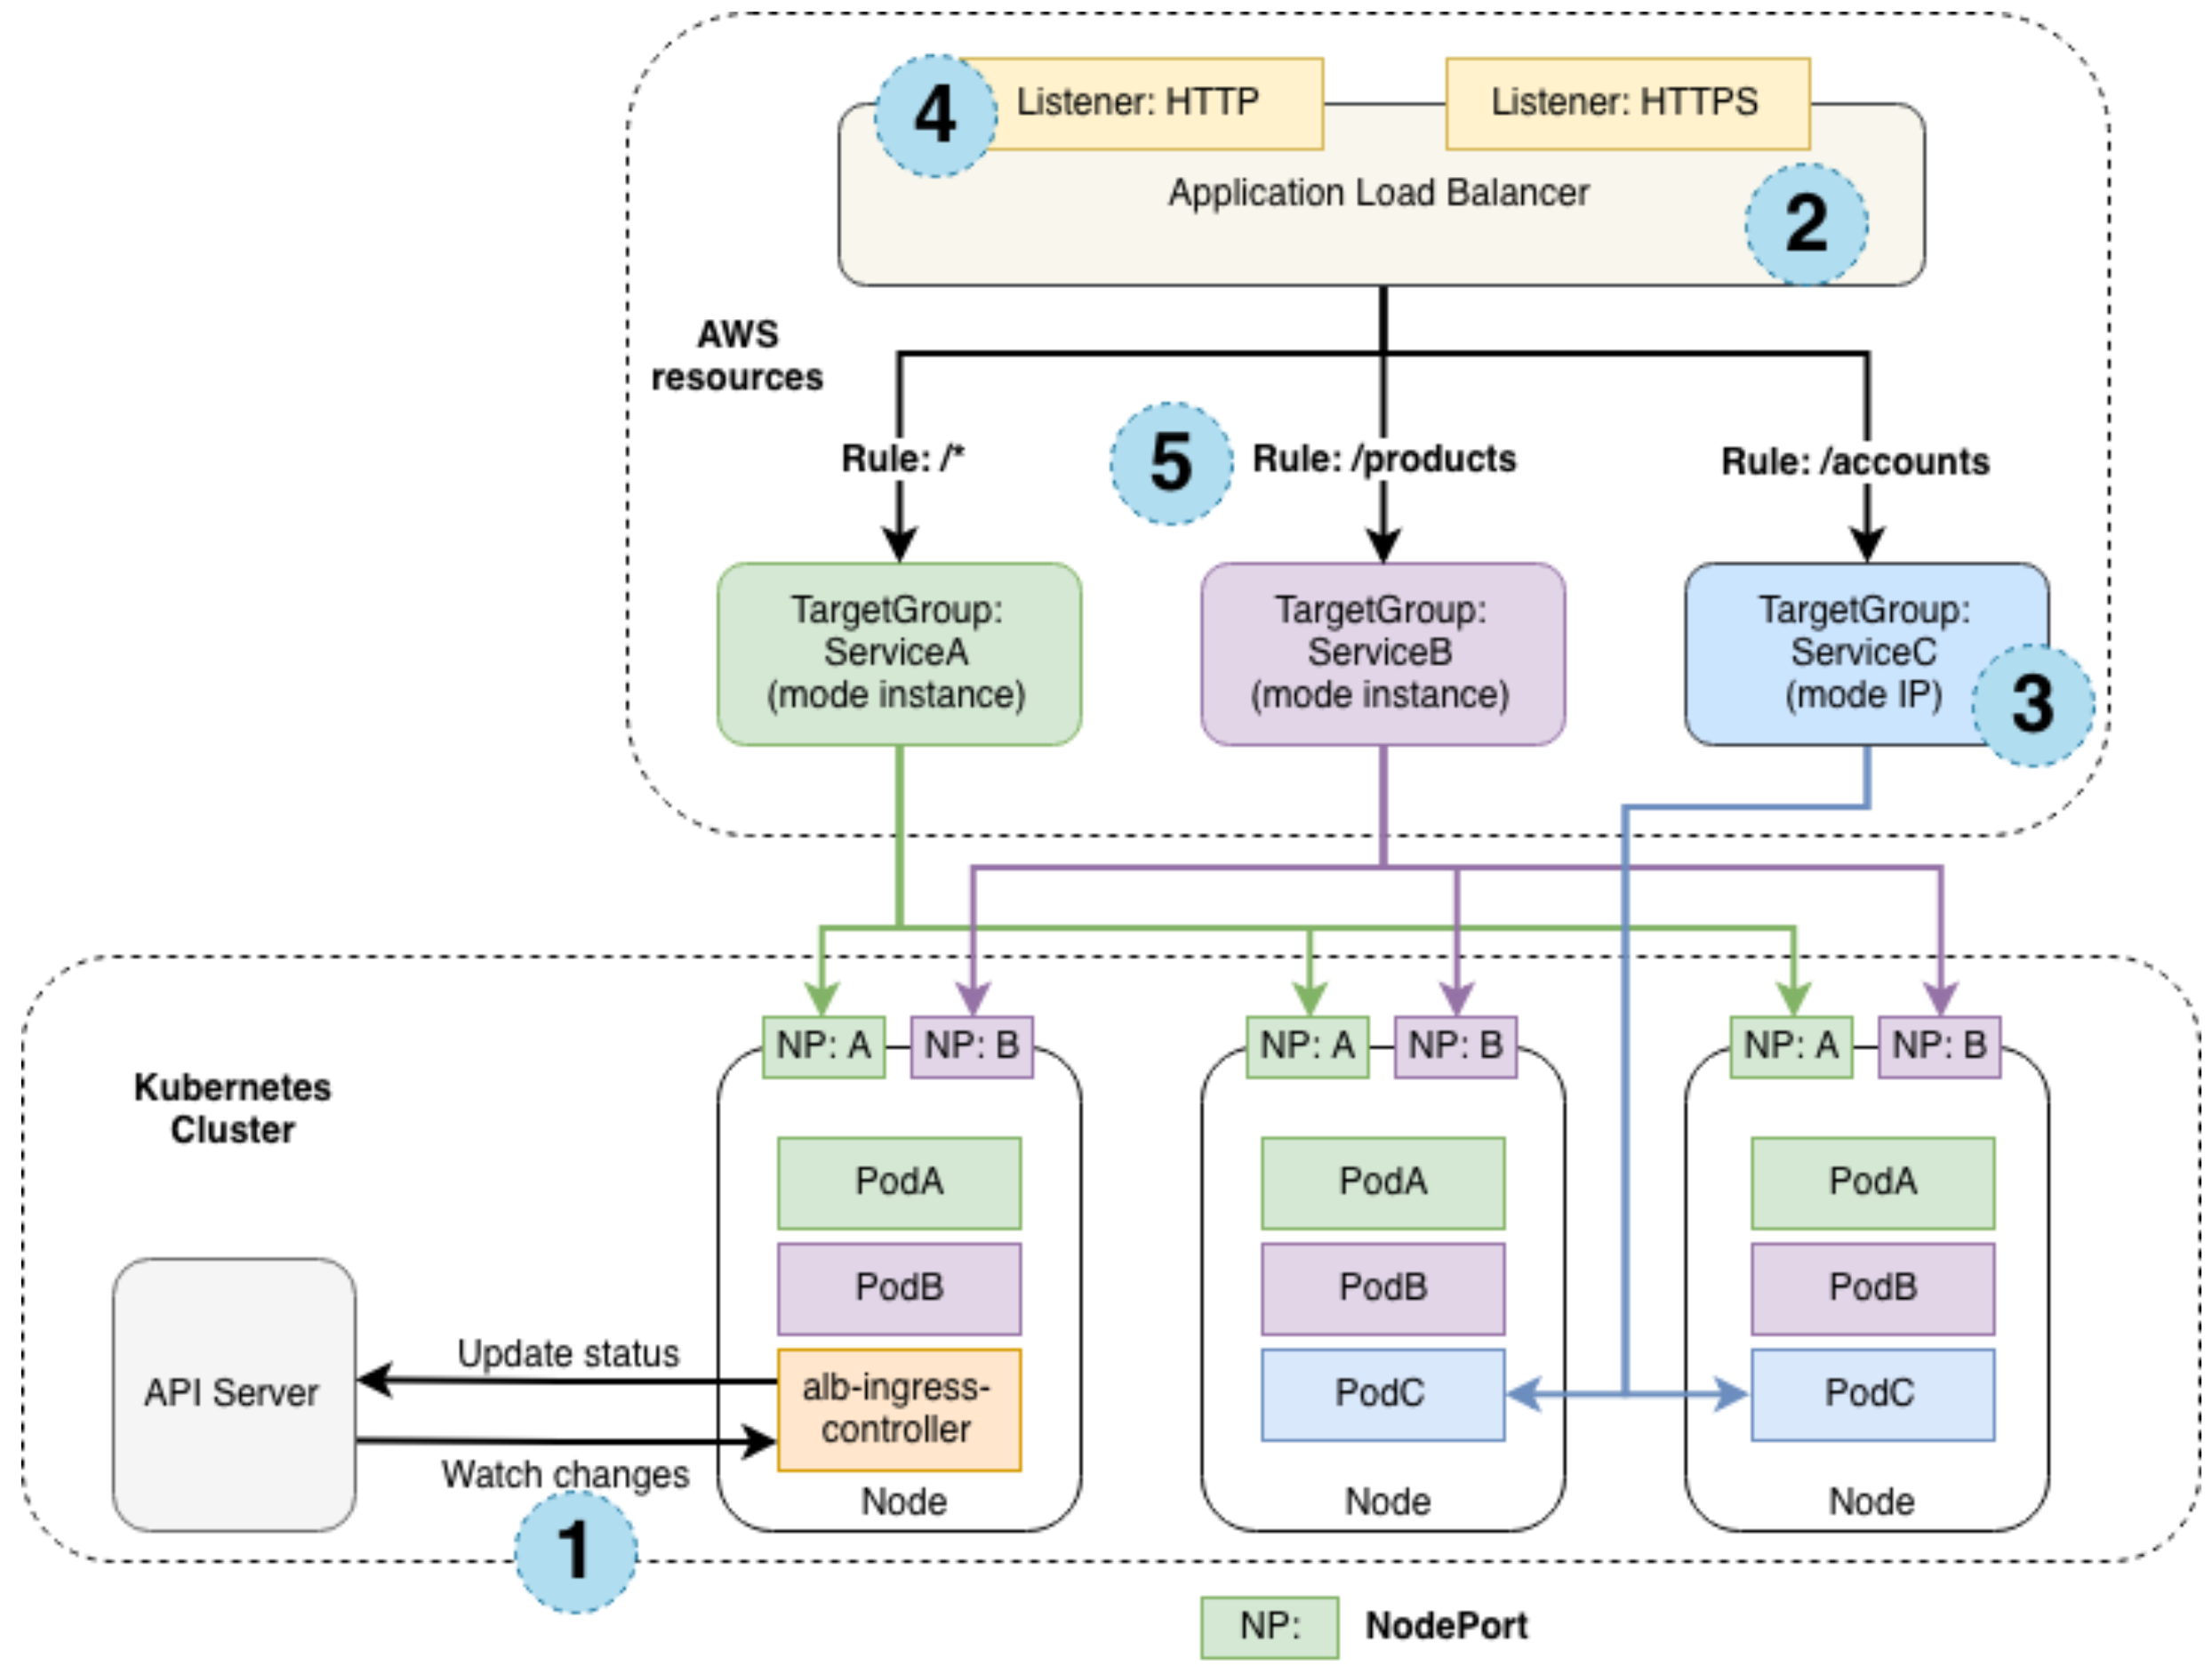 4
Listener: HTTP
Listener: HTTPS
Application Load Balancer
2
AWS
resources
Rule: /*
5
Rule: /products
Rule: /accounts
TargetGroup:
ServiceA
(mode instance)
TargetGroup:
ServiceB
(mode instance)
TargetGroup:
ServiceC
(mode IP)
3
Kubernetes
Cluster
NP: A
NP: B
NP: A
NP: B
NP: A
NP: B
PodA
PodA
PodA
PodB
PodB
PodB
API Server
Update status
Watch changes
1
alb-ingress-
controller
PodC
PodC
Node
Node
Node
NP:
NodePort